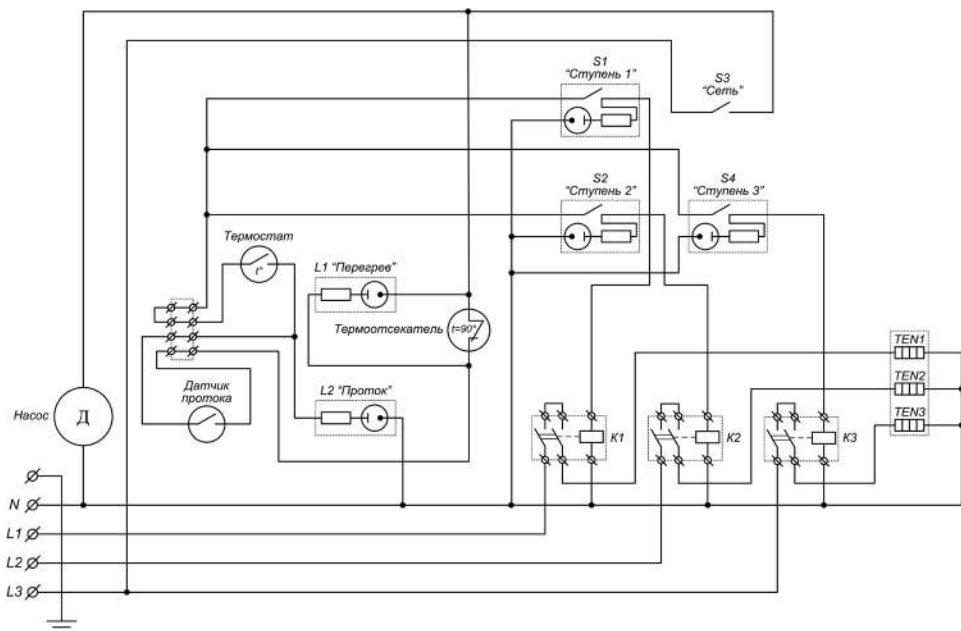 S1
“Ступень 1”
S3
“Сеть”
S2
“Ступень 2”
S4
“Ступень 3”
Термостат
t°
L1 “Перегрев”
Термоотсекатель
t=90°
TEN1
TEN2
TEN3
Датчик
протока
L2 “Проток”
Насос
Д
K1
K2
K3
N
L1
L2
L3